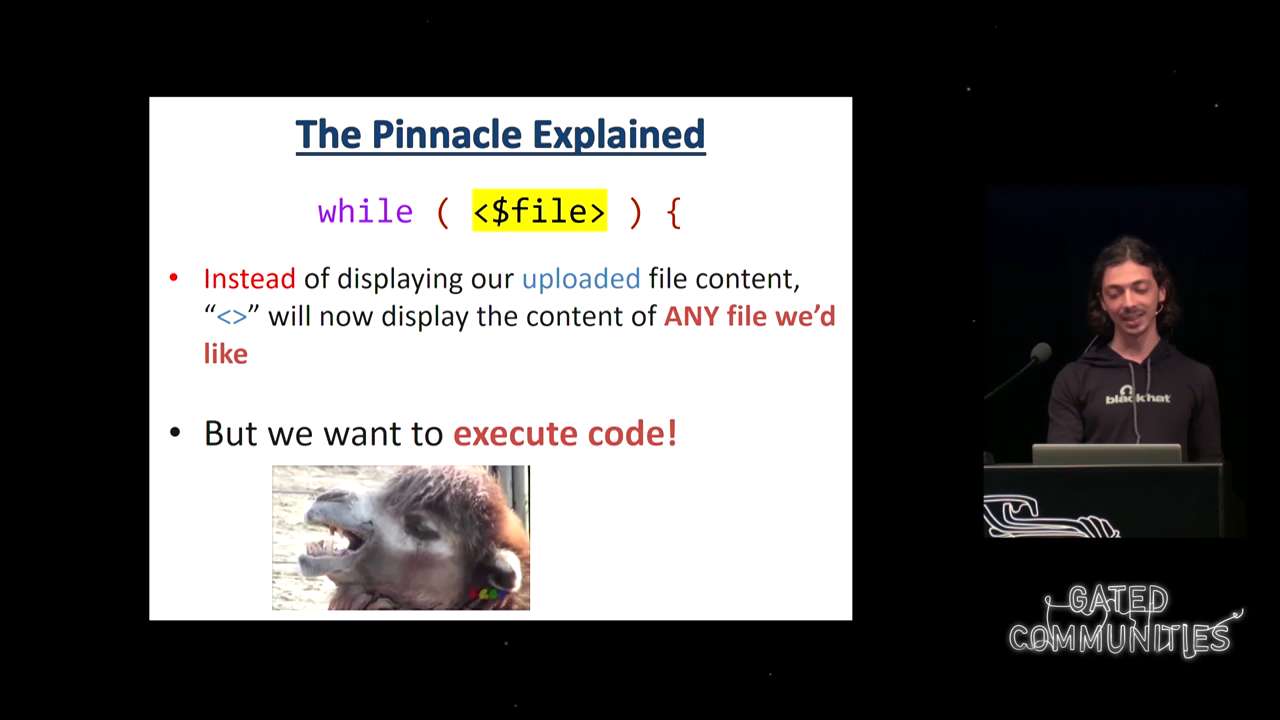 The Pinnacle Explained
while ( <$file> ) {
• Instead of displaying our uploaded file content,
“<>” will now display the content of ANY file we’d
like
• But we want to execute code!
blackhat
GATED
COMMUNITIES